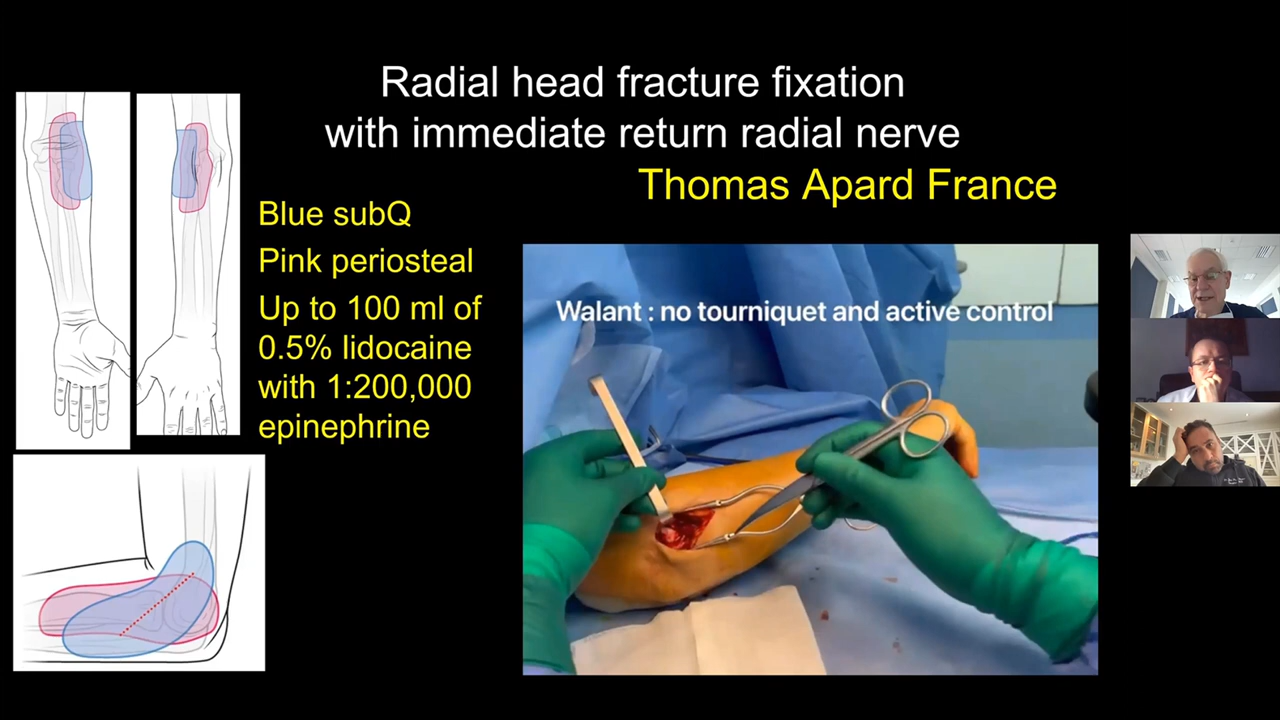 Radial head fracture fixation
with immediate return radial nerve
Thomas Apard France
Blue subQ
Pink periosteal
Up to 100 ml of
0.5% lidocaine
with 1:200,000
epinephrine
Walant : no tourniquet and active control